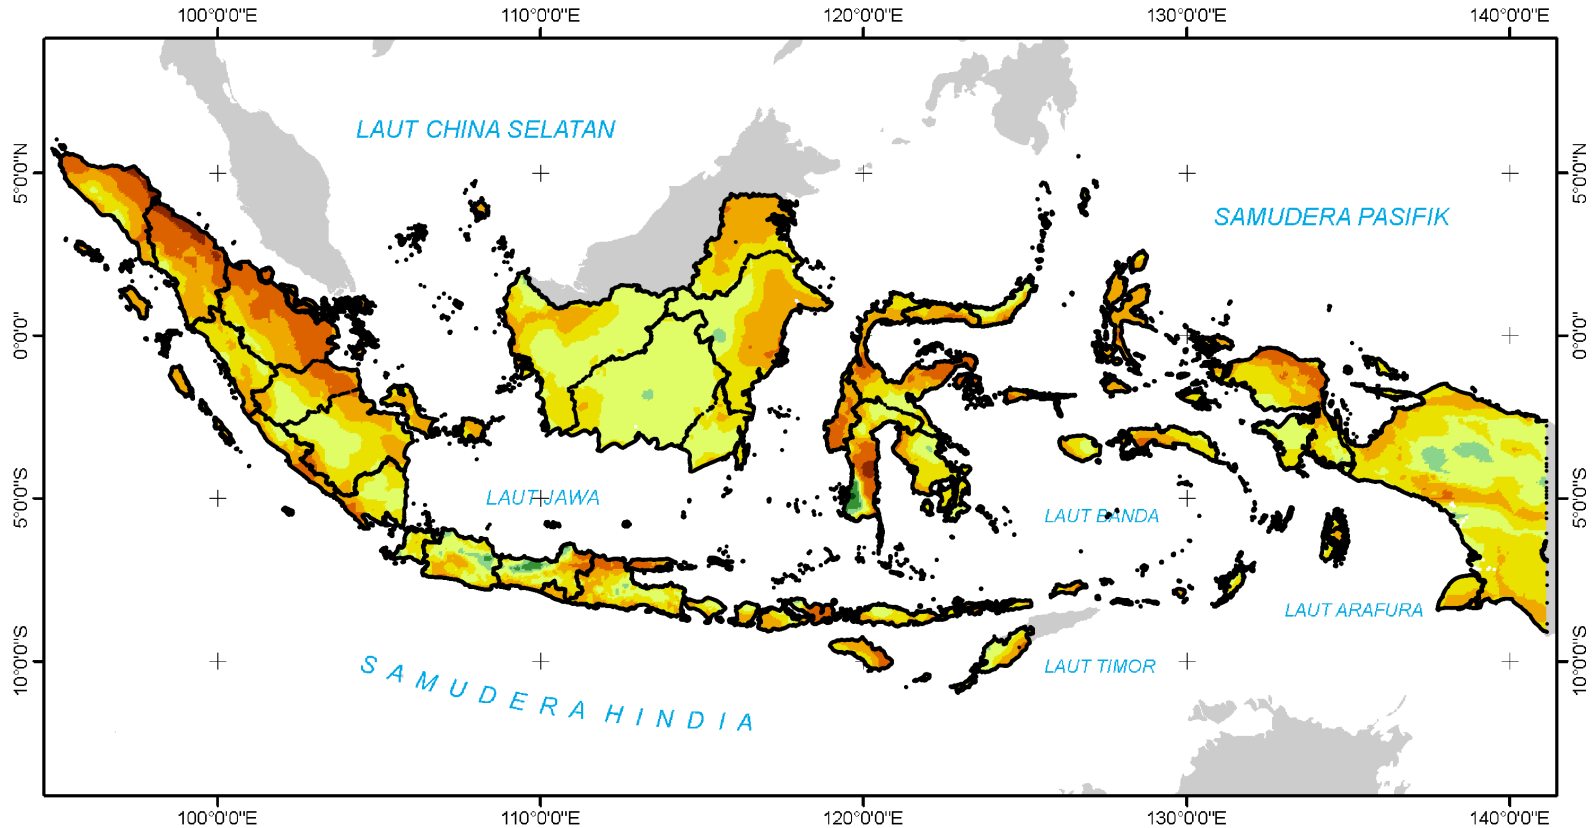 100°0'0"E 110°0'0"E 120°0'0"E 130°0'0"E 140°0'0"E
LAUT CHINA SELATAN
5°0'0"N 5°0'0"N
SAMUDERA PASIFIK
0°0'0" 0°0'0"
LAUT JAWA
5°0'0"S 5°0'0"S
LAUT BANDA
LAUT ARAFURA
10°0'0"S 10°0'0"S
LAUT TIMOR
SAMUDERA HINDIA
100°0'0"E 110°0'0"E 120°0'0"E 130°0'0"E 140°0'0"E